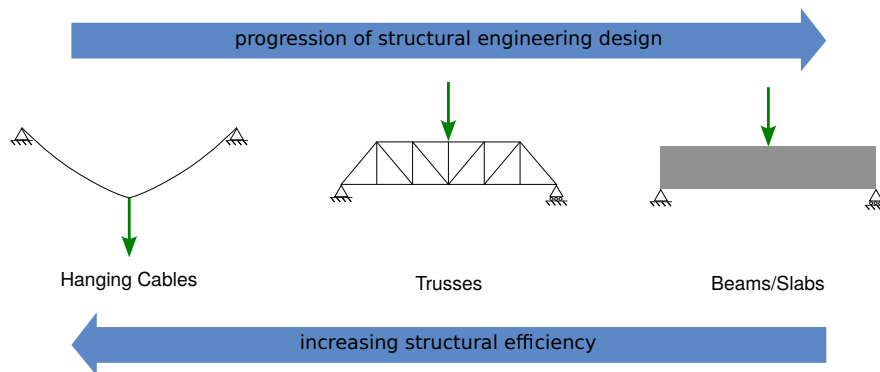 progression of structural engineering design
Hanging Cables
Trusses
Beams/Slabs
increasing structural efficiency